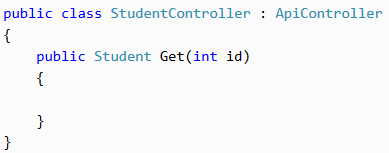 public class StudentController : ApiController
{
    public Student Get(int id)
    {
    }
}